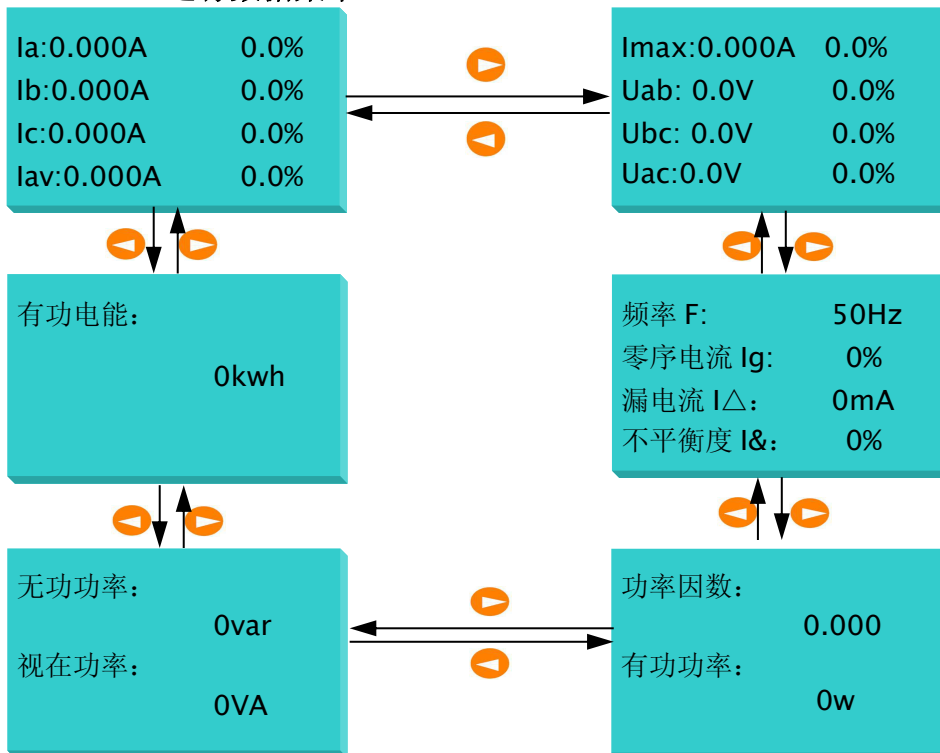 Ia:0.000A 0.0%
Ib:0.000A 0.0%
Ic:0.000A 0.0%
Iav:0.000A 0.0%
Imax:0.000A 0.0%
Uab: 0.0V 0.0%
Ubc: 0.0V 0.0%
Uac:0.0V 0.0%
有功电能：
0kwh
频率 F: 50Hz
零序电流 Ig: 0%
漏电流 I△： 0mA
不平衡度 I&： 0%
无功功率：
0var
视在功率：
0VA
功率因数：
0.000
有功功率：
0w